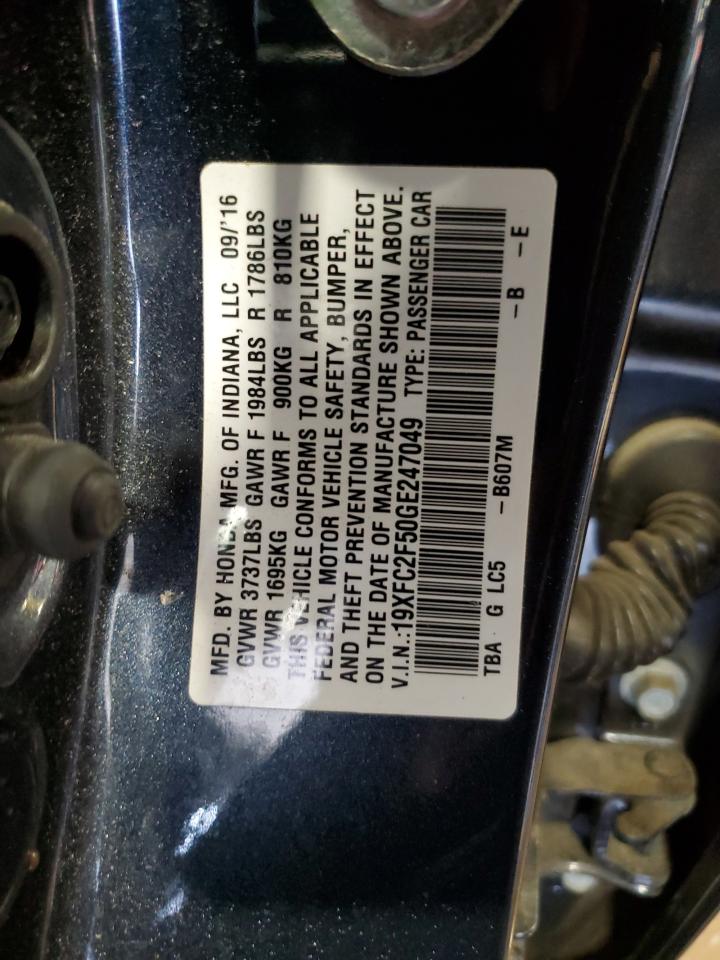 MFD. BY HONDA MFG. OF INDIANA, LLC 09/'16
GVWR 3737LBS GAWR F 1984LBS R 1786LBS
GVWR 1695KG GAWR F 900KG R 810KG
THIS VEHICLE CONFORMS TO ALL APPLICABLE
FEDERAL MOTOR VEHICLE SAFETY, BUMPER,
AND THEFT PREVENTION STANDARDS IN EFFECT
ON THE DATE OF MANUFACTURE SHOWN ABOVE.
V.I.N.:19XFC2F50GE247049 TYPE: PASSENGER CAR
TBA G LC5 -B607M -B -E